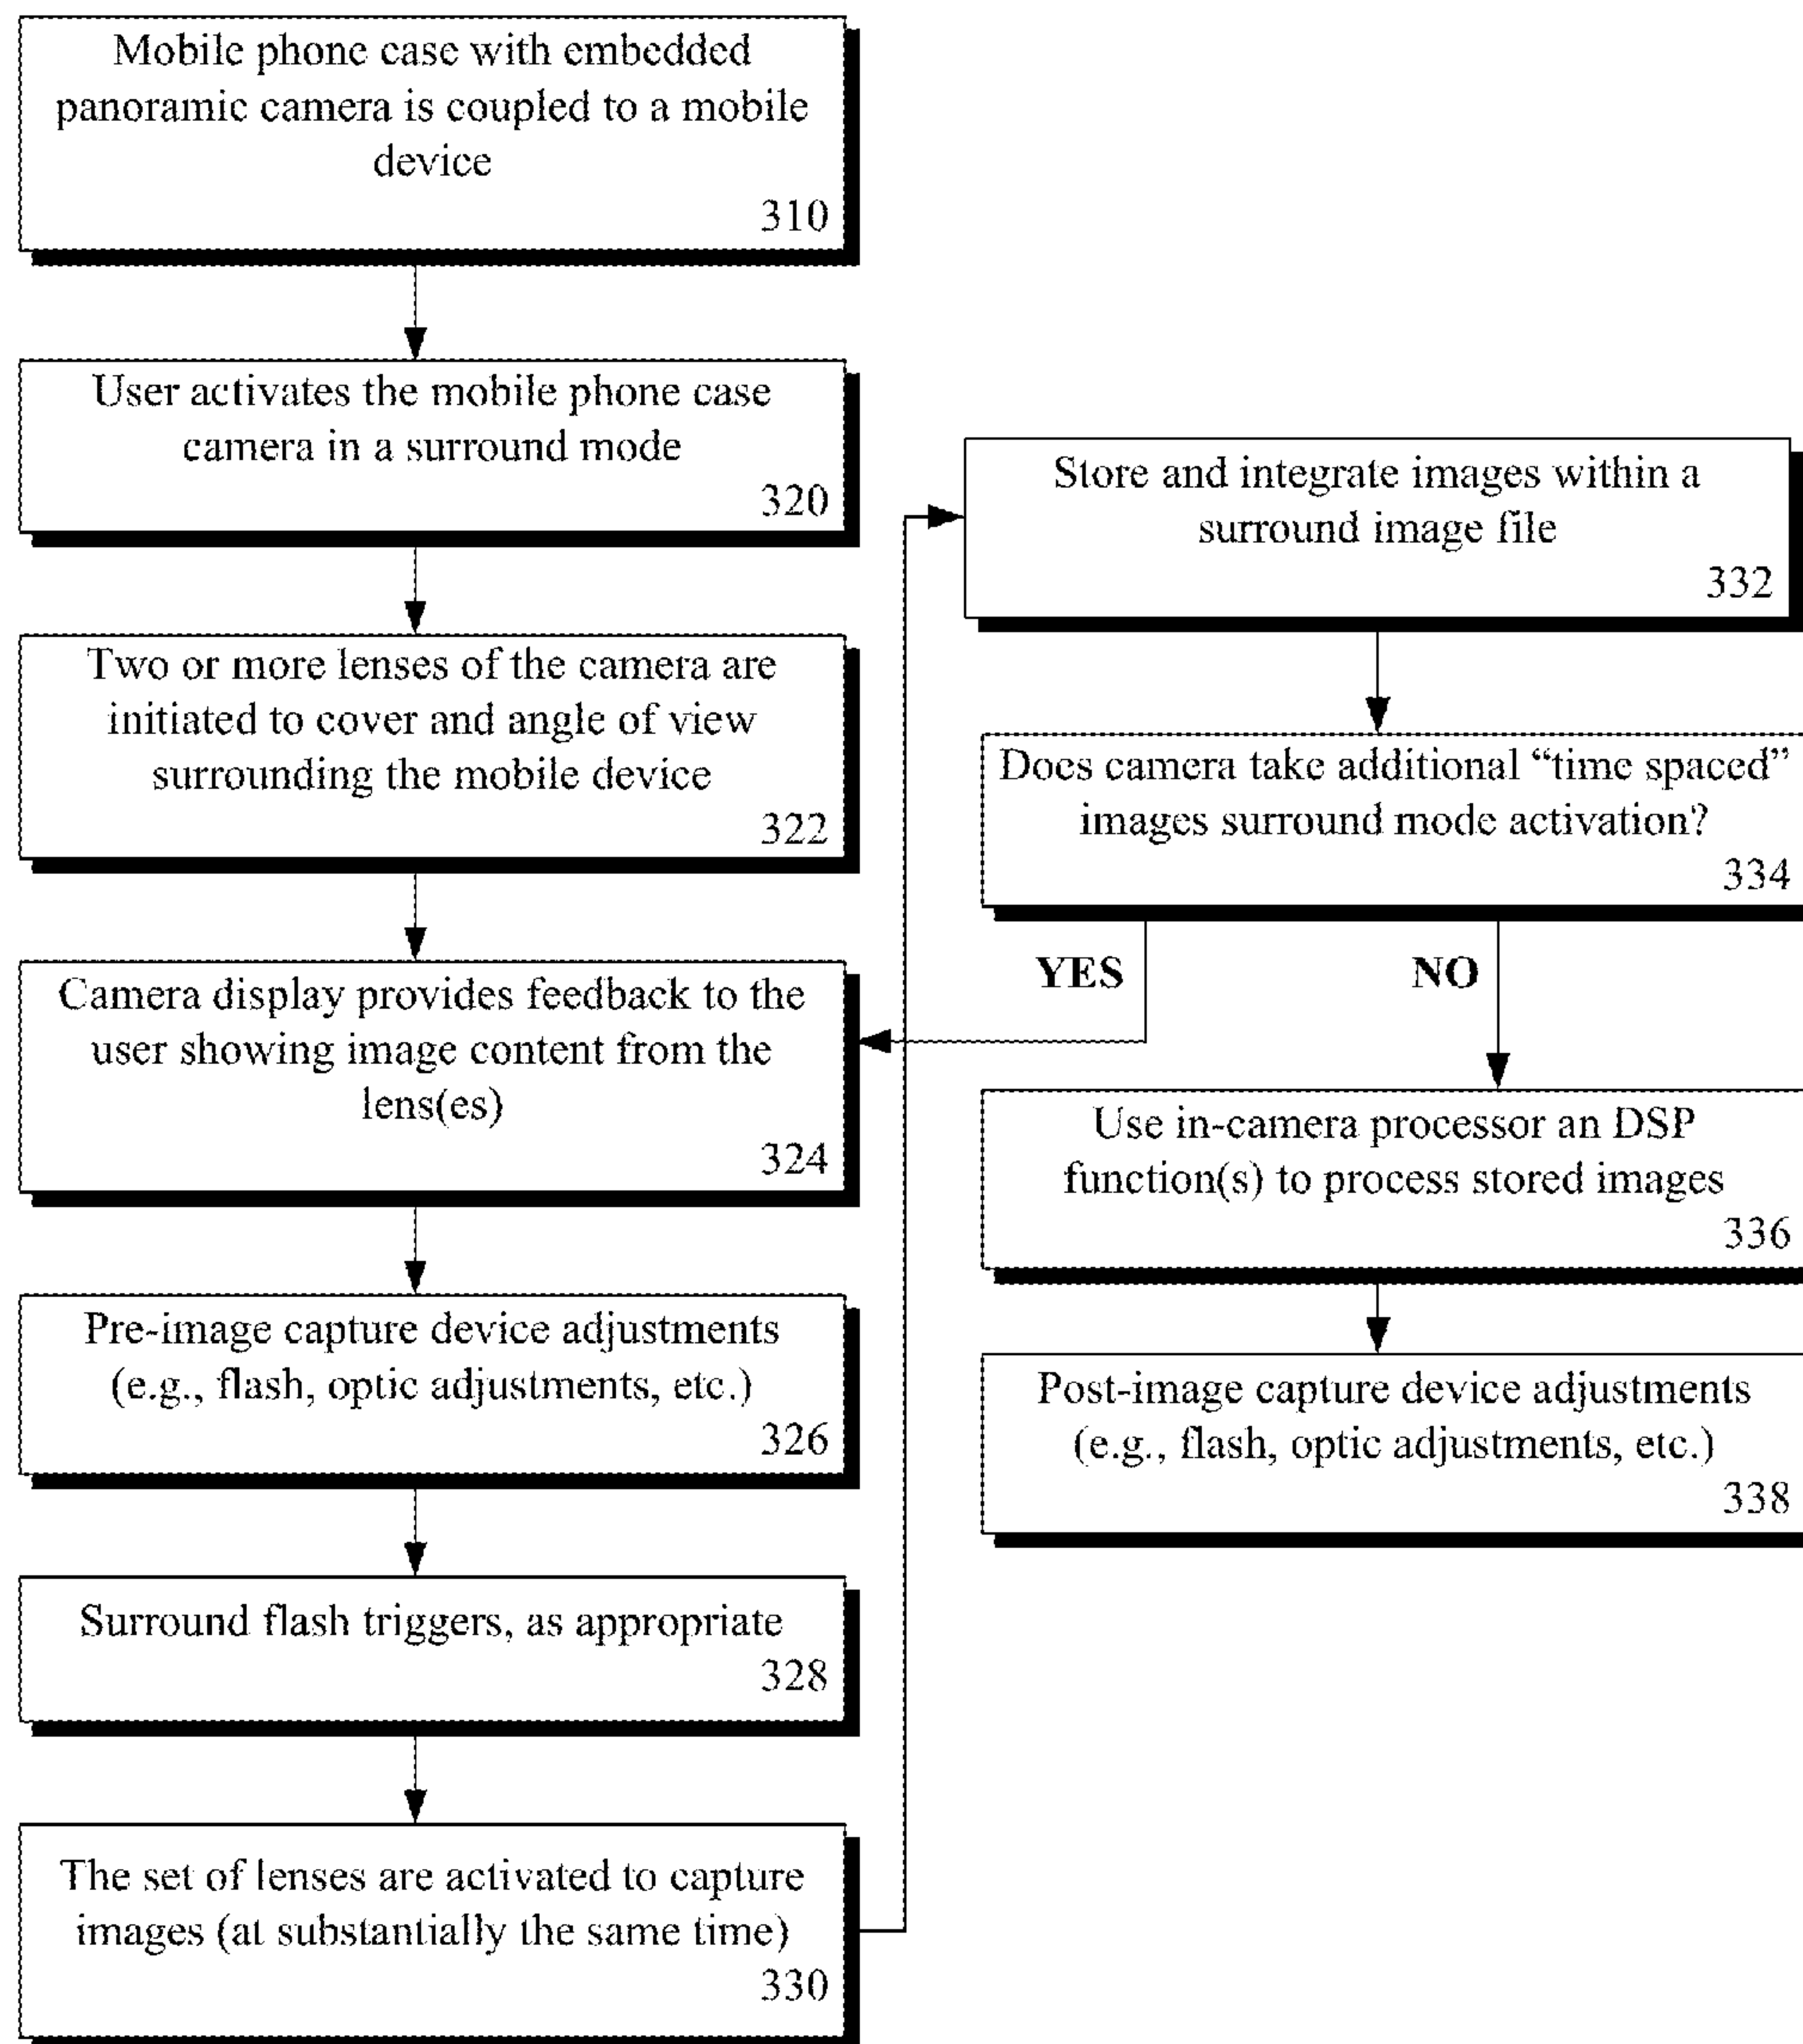 Mobile phone case with embedded
panoramic camera is coupled to a mobile
device
310
User activates the mobile phone case
camera in a surround mode
320
Two or more lenses of the camera are
initiated to cover and angle of view
surrounding the mobile device
322
Camera display provides feedback to the
user showing image content from the
lens(es)
324
Pre-image capture device adjustments
(e.g., flash, optic adjustments, etc.)
326
Surround flash triggers, as appropriate
328
The set of lenses are activated to capture
images (at substantially the same time)
330
Store and integrate images within a
surround image file
332
Does camera take additional “time spaced”
images surround mode activation?
334
YES
NO
Use in-camera processor an DSP
function(s) to process stored images
336
Post-image capture device adjustments
(e.g., flash, optic adjustments, etc.)
338